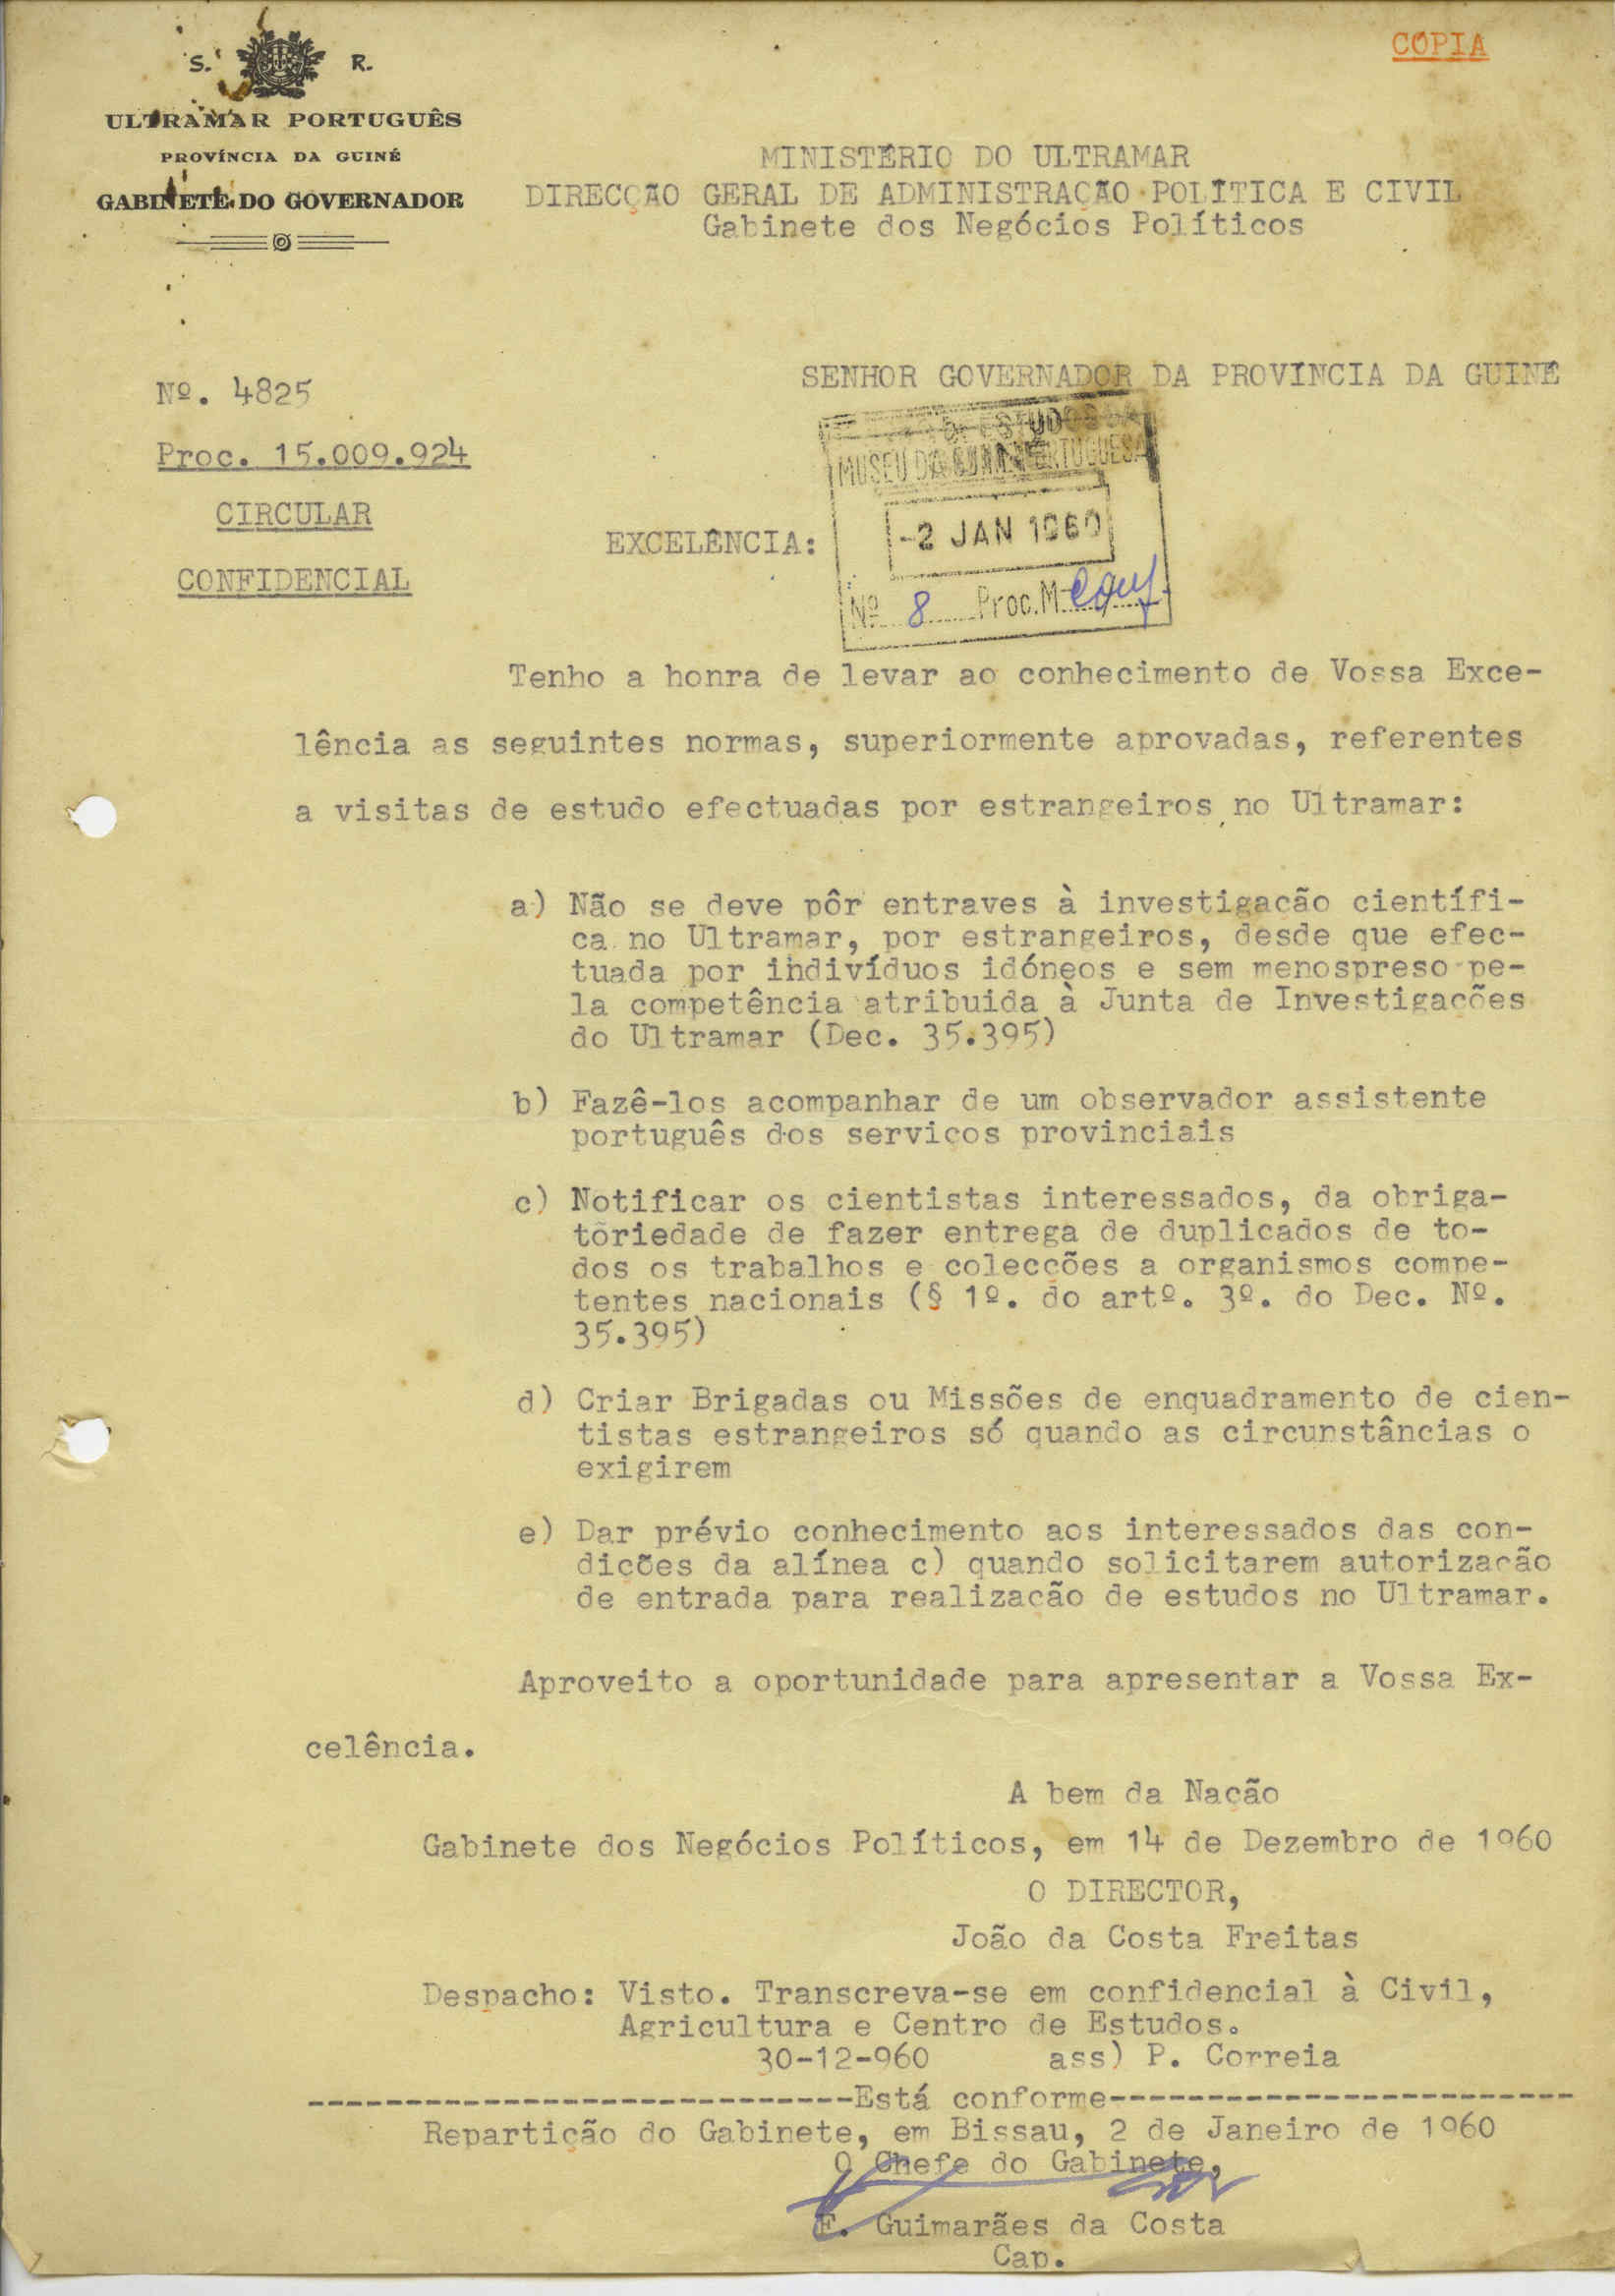 CÓPIA
S. R.
ULTRAMAR PORTUGUÊS
PROVÍNCIA DA GUINÉ
GABINETE DO GOVERNADOR
MINISTÉRIO DO ULTRAMAR
DIRECÇÃO GERAL DE ADMINISTRAÇÃO POLÍTICA E CIVIL
Gabinete dos Negócios Políticos
SENHOR GOVERNADOR DA PROVÍNCIA DA GUINÉ
Nº. 4825
Proc. 15.009.924
CIRCULAR
CONFIDENCIAL
ESTUDOS
MUSEU DA GUINÉ PORTUGUESA
-2 JAN 1960
Nº 8 Proc. M
EXCELÊNCIA:
Tenho a honra de levar ao conhecimento de Vossa Exce-
lência as seguintes normas, superiormente aprovadas, referentes
a visitas de estudo efectuadas por estrangeiros no Ultramar:
a) Não se deve pôr entraves à investigação científi-
ca no Ultramar, por estrangeiros, desde que efec-
tuada por indivíduos idóneos e sem menospreso pe-
la competência atribuida à Junta de Investigações
do Ultramar (Dec. 35.395)
b) Fazê-los acompanhar de um observador assistente
português dos serviços provinciais
c) Notificar os cientistas interessados, da obriga-
tòriedade de fazer entrega de duplicados de to-
dos os trabalhos e colecções a organismos compe-
tentes nacionais (§ 1º. do artº. 3º. do Dec. Nº.
35.395)
d) Criar Brigadas ou Missões de enquadramento de cien-
tistas estrangeiros só quando as circunstâncias o
exigirem
e) Dar prévio conhecimento aos interessados das con-
dições da alínea c) quando solicitarem autorização
de entrada para realização de estudos no Ultramar.
Aproveito a oportunidade para apresentar a Vossa Ex-
celência.
A bem da Nação
Gabinete dos Negócios Políticos, em 14 de Dezembro de 1960
O DIRECTOR,
João da Costa Freitas
Despacho: Visto. Transcreva-se em confidencial à Civil,
Agricultura e Centro de Estudos.
30-12-960 ass) P. Correia
----------------------------Está conforme------------------------
Repartição do Gabinete, em Bissau, 2 de Janeiro de 1960
O Chefe do Gabinete,
F. Guimarães da Costa
Cap.